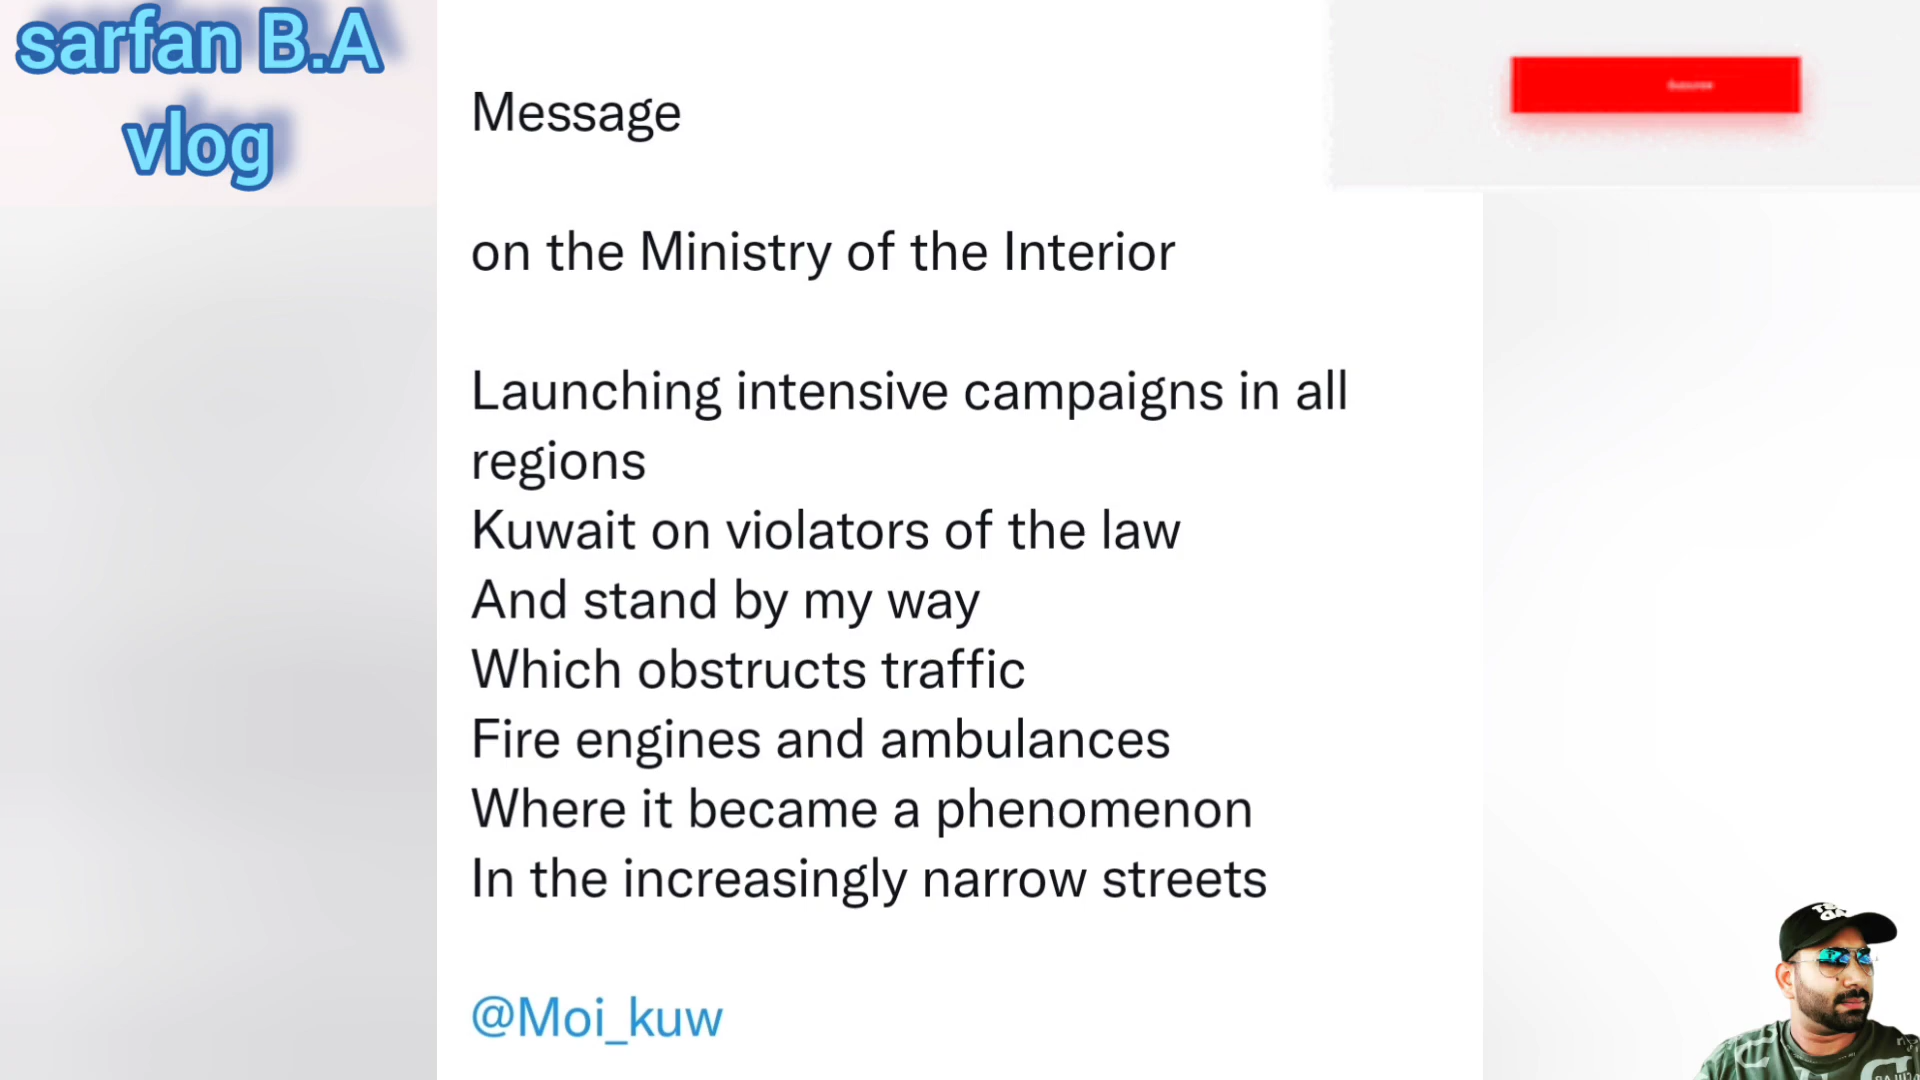 sarfan B.A
vlog
Message
on the Ministry of the Interior
Launching intensive campaigns in all
regions
Kuwait on violators of the law
And stand by my way
Which obstructs traffic
Fire engines and ambulances
Where it became a phenomenon
In the increasingly narrow streets
@Moi_kuw